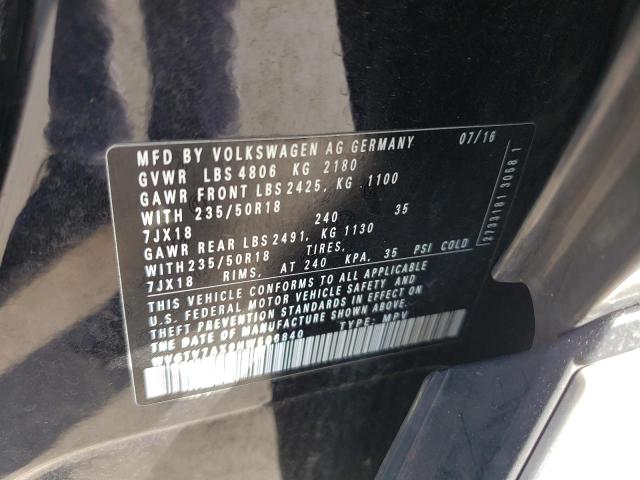 MFD BY VOLKSWAGEN AG GERMANY 07/16
GVWR LBS 4806 KG 2180
GAWR FRONT LBS 2425, KG 1100
WITH 235/50R18 240 35
7JX18
GAWR REAR LBS 2491, KG 1130
WITH 235/50R18 TIRES,
7JX18 RIMS, AT 240 KPA, 35 PSI COLD
THIS VEHICLE CONFORMS TO ALL APPLICABLE
U.S. FEDERAL MOTOR VEHICLE SAFETY AND
THEFT PREVENTION STANDARDS IN EFFECT ON
THE DATE OF MANUFACTURE SHOWN ABOVE.
TYPE: MPV
2733181 3058 1